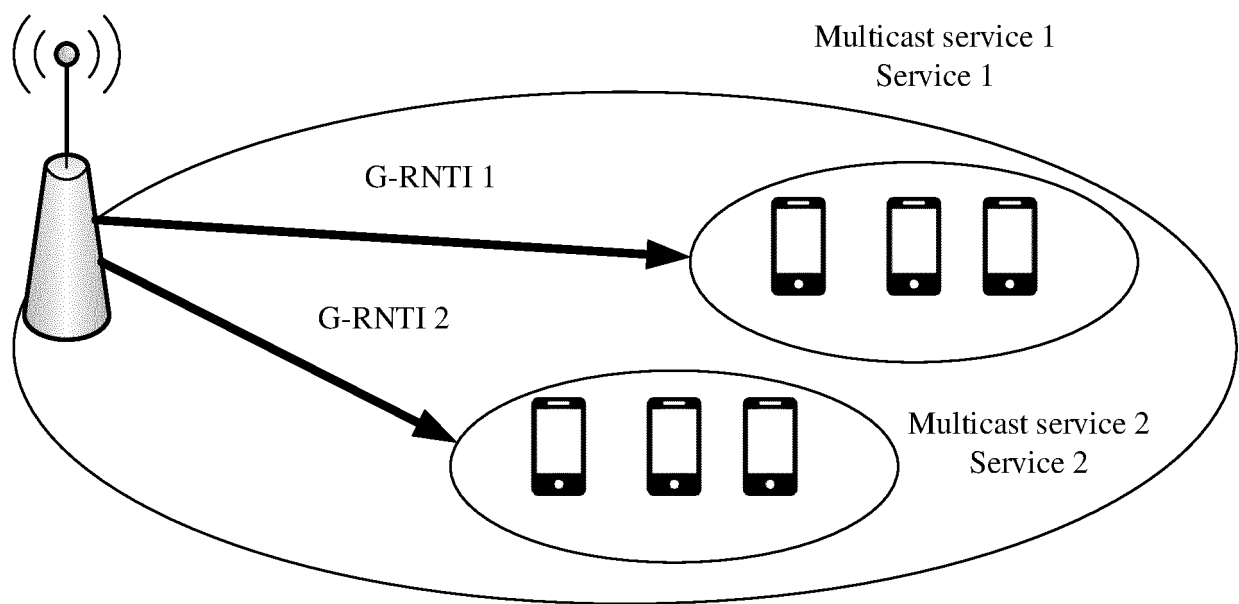 Multicast service 1
Service 1
G-RNTI 1
G-RNTI 2
Multicast service 2
Service 2